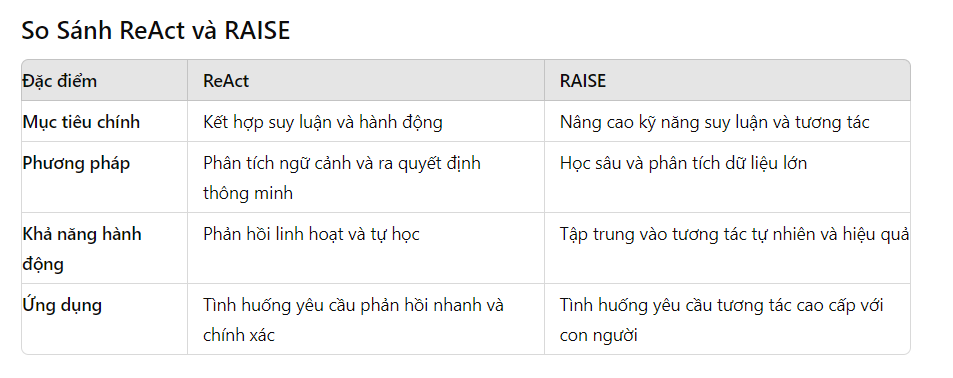 So Sánh ReAct và RAISE
Đặc điểm ReAct RAISE
Mục tiêu chính Kết hợp suy luận và hành động Nâng cao kỹ năng suy luận và tương tác
Phương pháp Phân tích ngữ cảnh và ra quyết định Học sâu và phân tích dữ liệu lớn
thông minh
Khả năng hành Phản hồi linh hoạt và tự học Tập trung vào tương tác tự nhiên và hiệu quả
động
Ứng dụng Tình huống yêu cầu phản hồi nhanh và Tình huống yêu cầu tương tác cao cấp với
chính xác con người